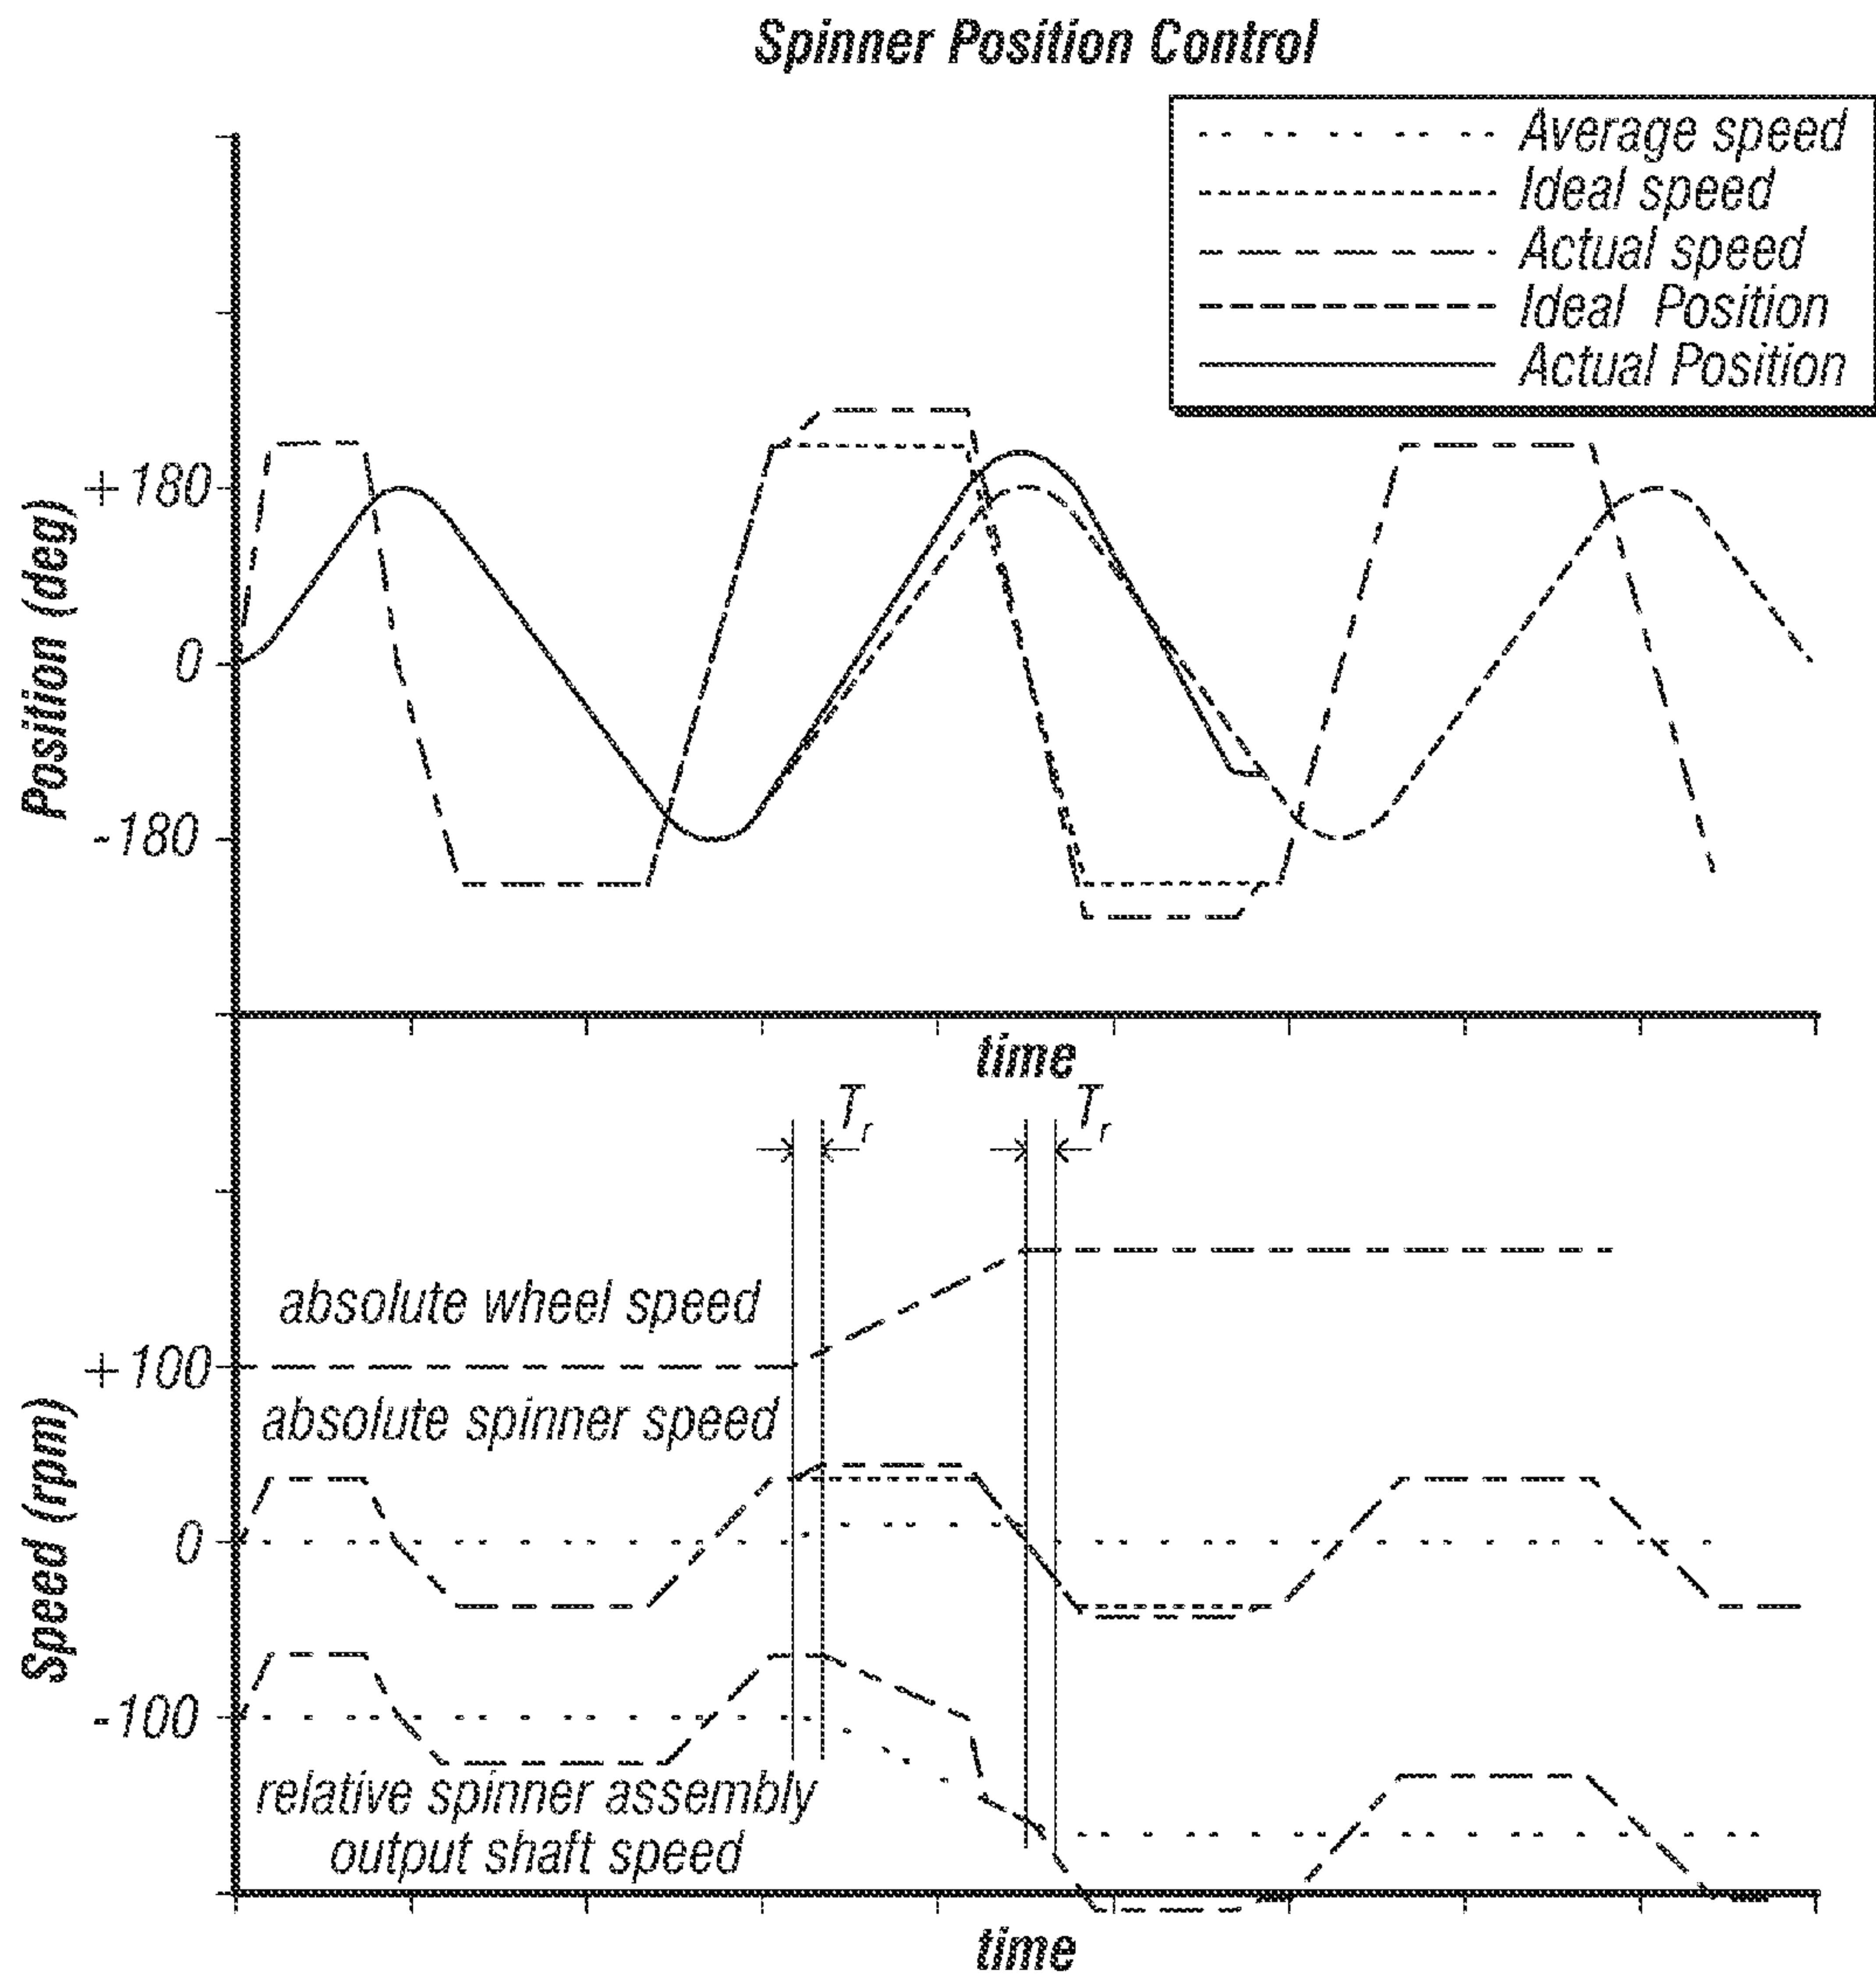 Spinner Position Control
Average speed
Ideal speed
Actual speed
Ideal Position
Actual Position
Position (deg)
+180
0
-180
time
Tr
Tr
absolute wheel speed
+100
absolute spinner speed
Speed (rpm)
0
-100
relative spinner assembly
output shaft speed
time